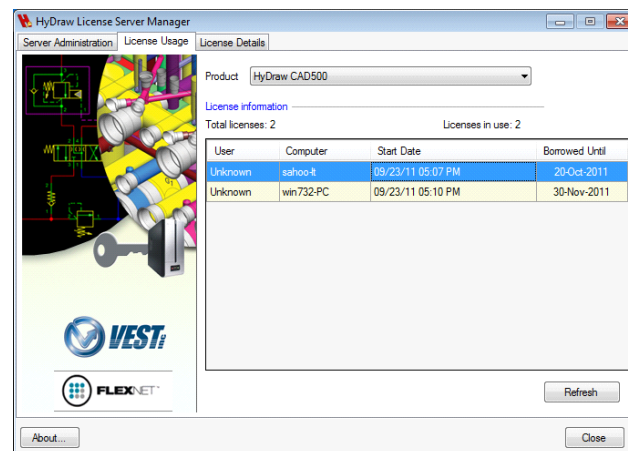 HyDraw License Server Manager
Server Administration License Usage License Details
Product HyDraw CAD500
License information
Total licenses: 2 Licenses in use: 2
User Computer Start Date Borrowed Until
Unknown sahoo-lt 09/23/11 05:07 PM 20-Oct-2011
Unknown win732-PC 09/23/11 05:10 PM 30-Nov-2011
VEST
FLEXNET
Refresh
About... Close